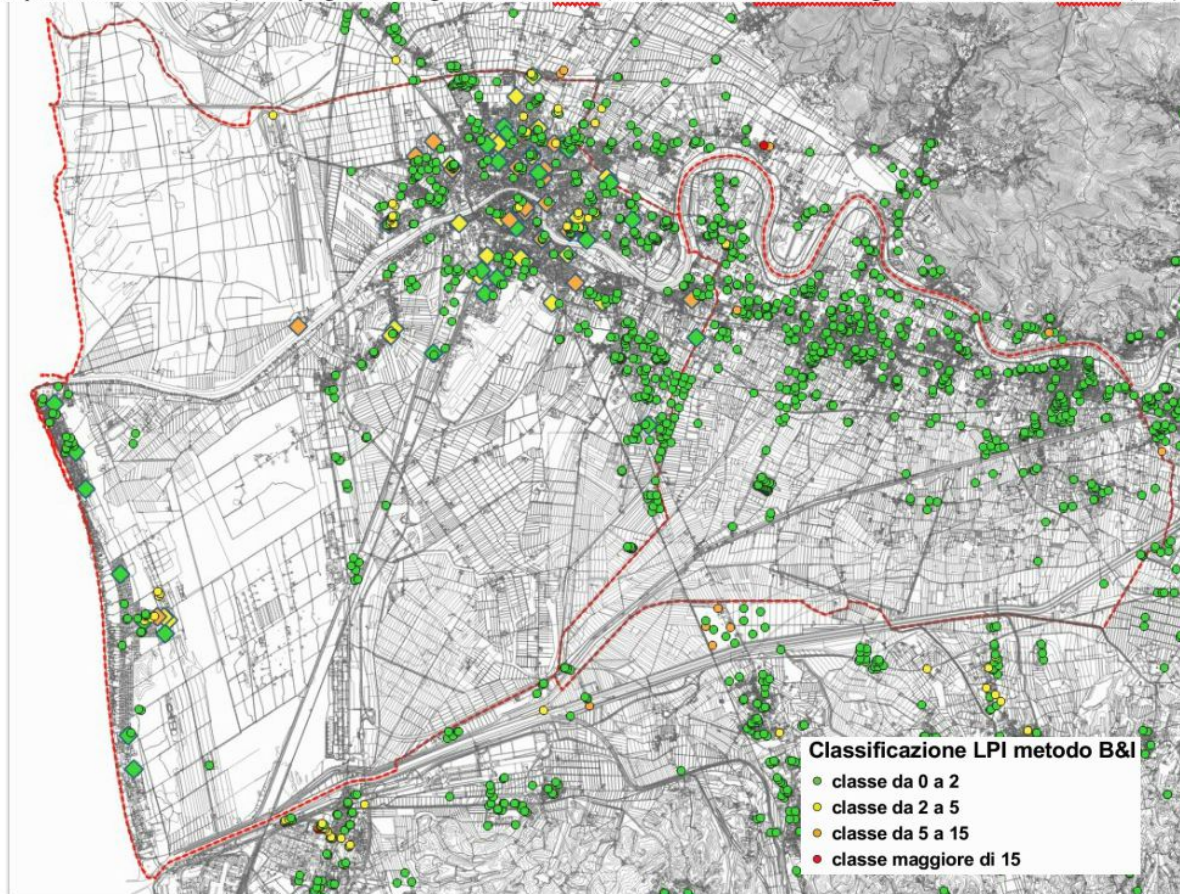 Classificazione LPI metodo B&I
classe da 0 a 2
classe da 2 a 5
classe da 5 a 15
classe maggiore di 15